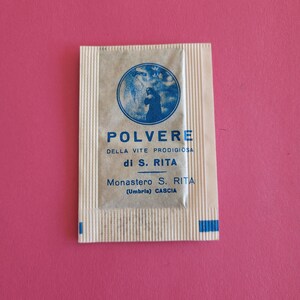 POLVERE
DELLA VITE PRODIGIOSA
di S. RITA
Monastero S. RITA
(Umbria) CASCIA